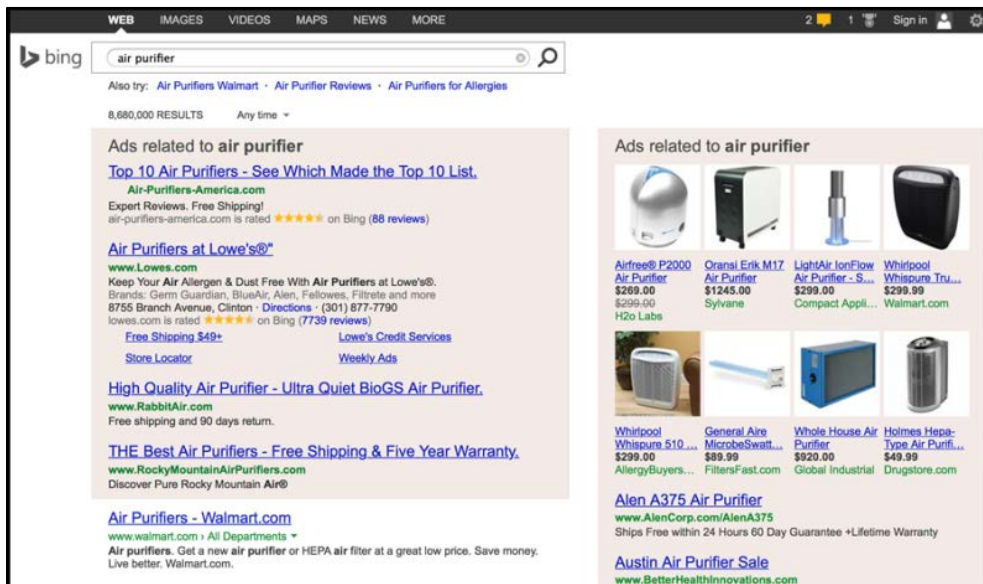 WEB IMAGES VIDEOS MAPS NEWS MORE
2 1 Sign in
bing
air purifier
Also try: Air Purifiers Walmart · Air Purifier Reviews · Air Purifiers for Allergies
8,680,000 RESULTS Any time
Ads related to air purifier
Top 10 Air Purifiers - See Which Made the Top 10 List.
Air-Purifiers-America.com
Expert Reviews. Free Shipping!
air-purifiers-america.com is rated on Bing (88 reviews)
Air Purifiers at Lowe's®"
www.Lowes.com
Keep Your Air Allergen & Dust Free With Air Purifiers at Lowe's®.
Brands: Germ Guardian, BlueAir, Alen, Fellowes, Filtrete and more
8755 Branch Avenue, Clinton · Directions · (301) 877-7790
lowes.com is rated on Bing (7739 reviews)
Free Shipping $49+ Lowe's Credit Services
Store Locator Weekly Ads
High Quality Air Purifier - Ultra Quiet BioGS Air Purifier.
www.RabbitAir.com
Free shipping and 90 days return.
THE Best Air Purifiers - Free Shipping & Five Year Warranty.
www.RockyMountainAirPurifiers.com
Discover Pure Rocky Mountain Air®
Air Purifiers - Walmart.com
www.walmart.com › All Departments
Air purifiers. Get a new air purifier or HEPA air filter at a great low price. Save money.
Live better. Walmart.com.
Ads related to air purifier
Airfree® P2000 Oransi Erik M17 LightAir IonFlow Whirlpool
Air Purifier Air Purifier Air Purifier - S... Whispure Tru...
$269.00 $1245.00 $299.00 $299.99
$299.00 Sylvane Compact Appli... Walmart.com
H2o Labs
Whirlpool General Aire Whole House Air Holmes Hepa-
Whispure 510 ... MicrobeSwatt... Purifier Type Air Purifi...
$299.00 $89.99 $920.00 $49.99
AllergyBuyers... FiltersFast.com Global Industrial Drugstore.com
Alen A375 Air Purifier
www.AlenCorp.com/AlenA375
Ships Free within 24 Hours 60 Day Guarantee +Lifetime Warranty
Austin Air Purifier Sale
www.BetterHealthInnovations.com